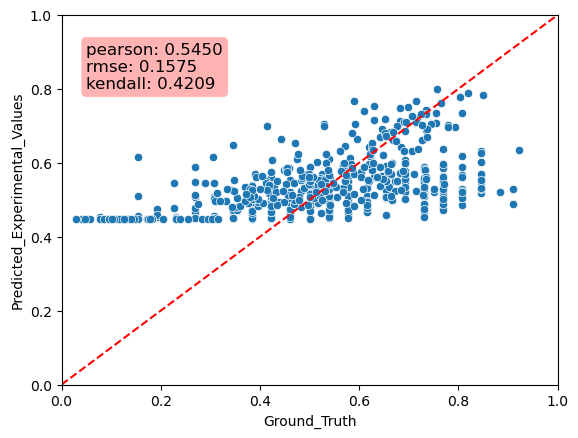 pearson: 0.5450
rmse: 0.1575
kendall: 0.4209
Predicted_Experimental_Values
1.0
0.8
0.6
0.4
0.2
0.0
0.0 0.2 0.4 0.6 0.8 1.0
Ground_Truth